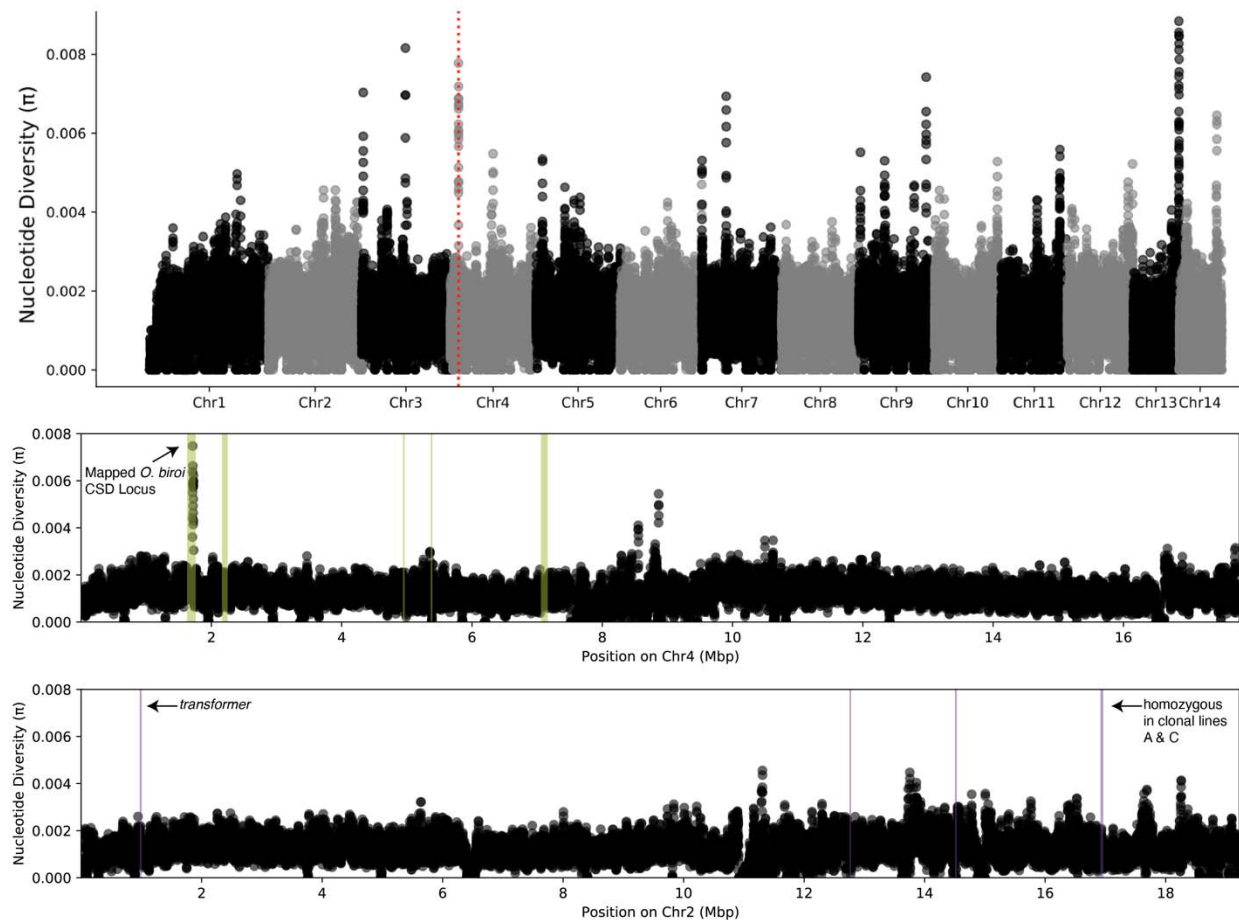 Nucleotide Diversity (π)
0.008
0.006
0.004
0.002
0.000
Chr1 Chr2 Chr3 Chr4 Chr5 Chr6 Chr7 Chr8 Chr9 Chr10 Chr11 Chr12 Chr13 Chr14
Nucleotide Diversity (π)
0.008
0.006
0.004
0.002
0.000
Mapped O. biroi
CSD Locus
2 4 6 8 10 12 14 16
Position on Chr4 (Mbp)
Nucleotide Diversity (π)
0.008
0.006
0.004
0.002
0.000
transformer
homozygous
in clonal lines
A & C
2 4 6 8 10 12 14 16 18
Position on Chr2 (Mbp)